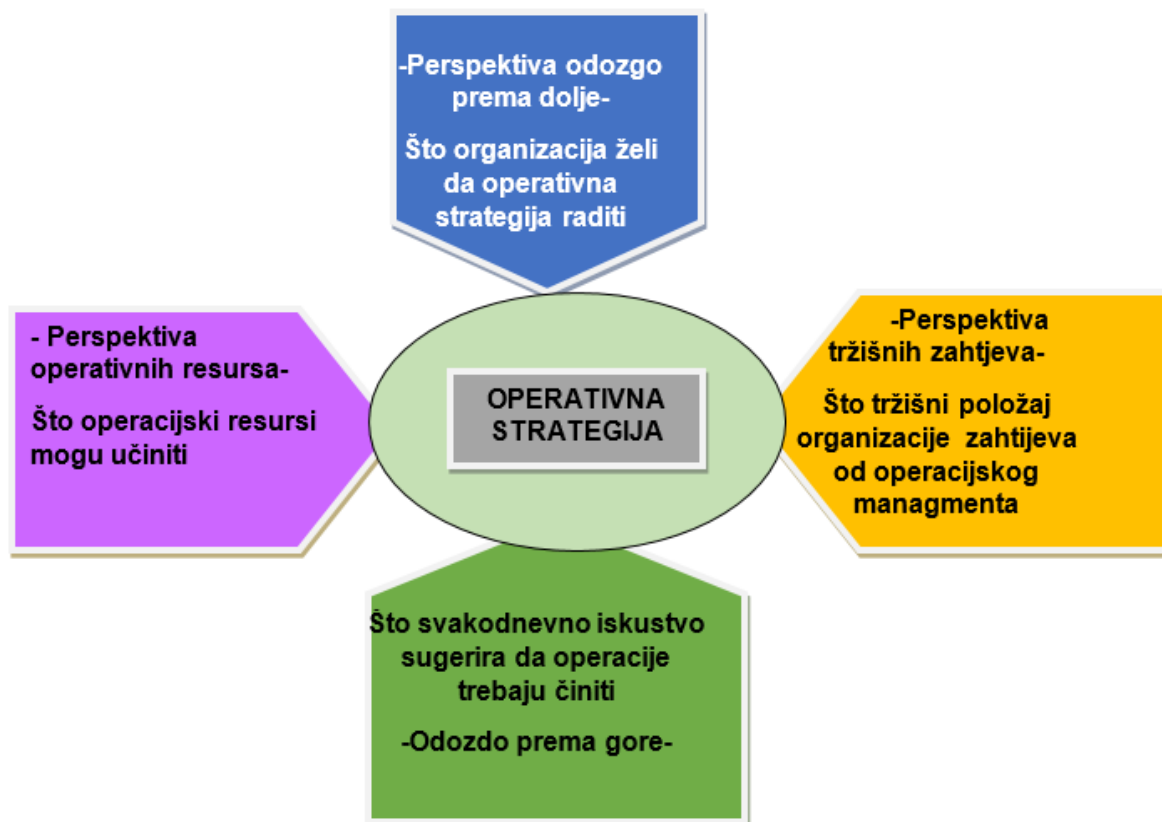 -Perspektiva odozgo
prema dolje-
Što organizacija želi
da operativna
strategija raditi
- Perspektiva
operativnih resursa-
Što operacijski resursi
mogu učiniti
OPERATIVNA
STRATEGIJA
-Perspektiva
tržišnih zahtjeva-
Što tržišni položaj
organizacije zahtijeva
od operacijskog
managmenta
Što svakodnevno iskustvo
sugerira da operacije
trebaju činiti
-Odozdo prema gore-